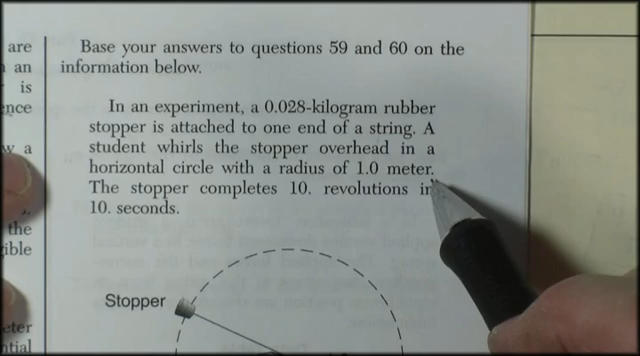 are
an
is
ence
w a
the
gible
eter
ntial
Base your answers to questions 59 and 60 on the
information below.
In an experiment, a 0.028-kilogram rubber
stopper is attached to one end of a string. A
student whirls the stopper overhead in a
horizontal circle with a radius of 1.0 meter.
The stopper completes 10. revolutions in
10. seconds.
Stopper